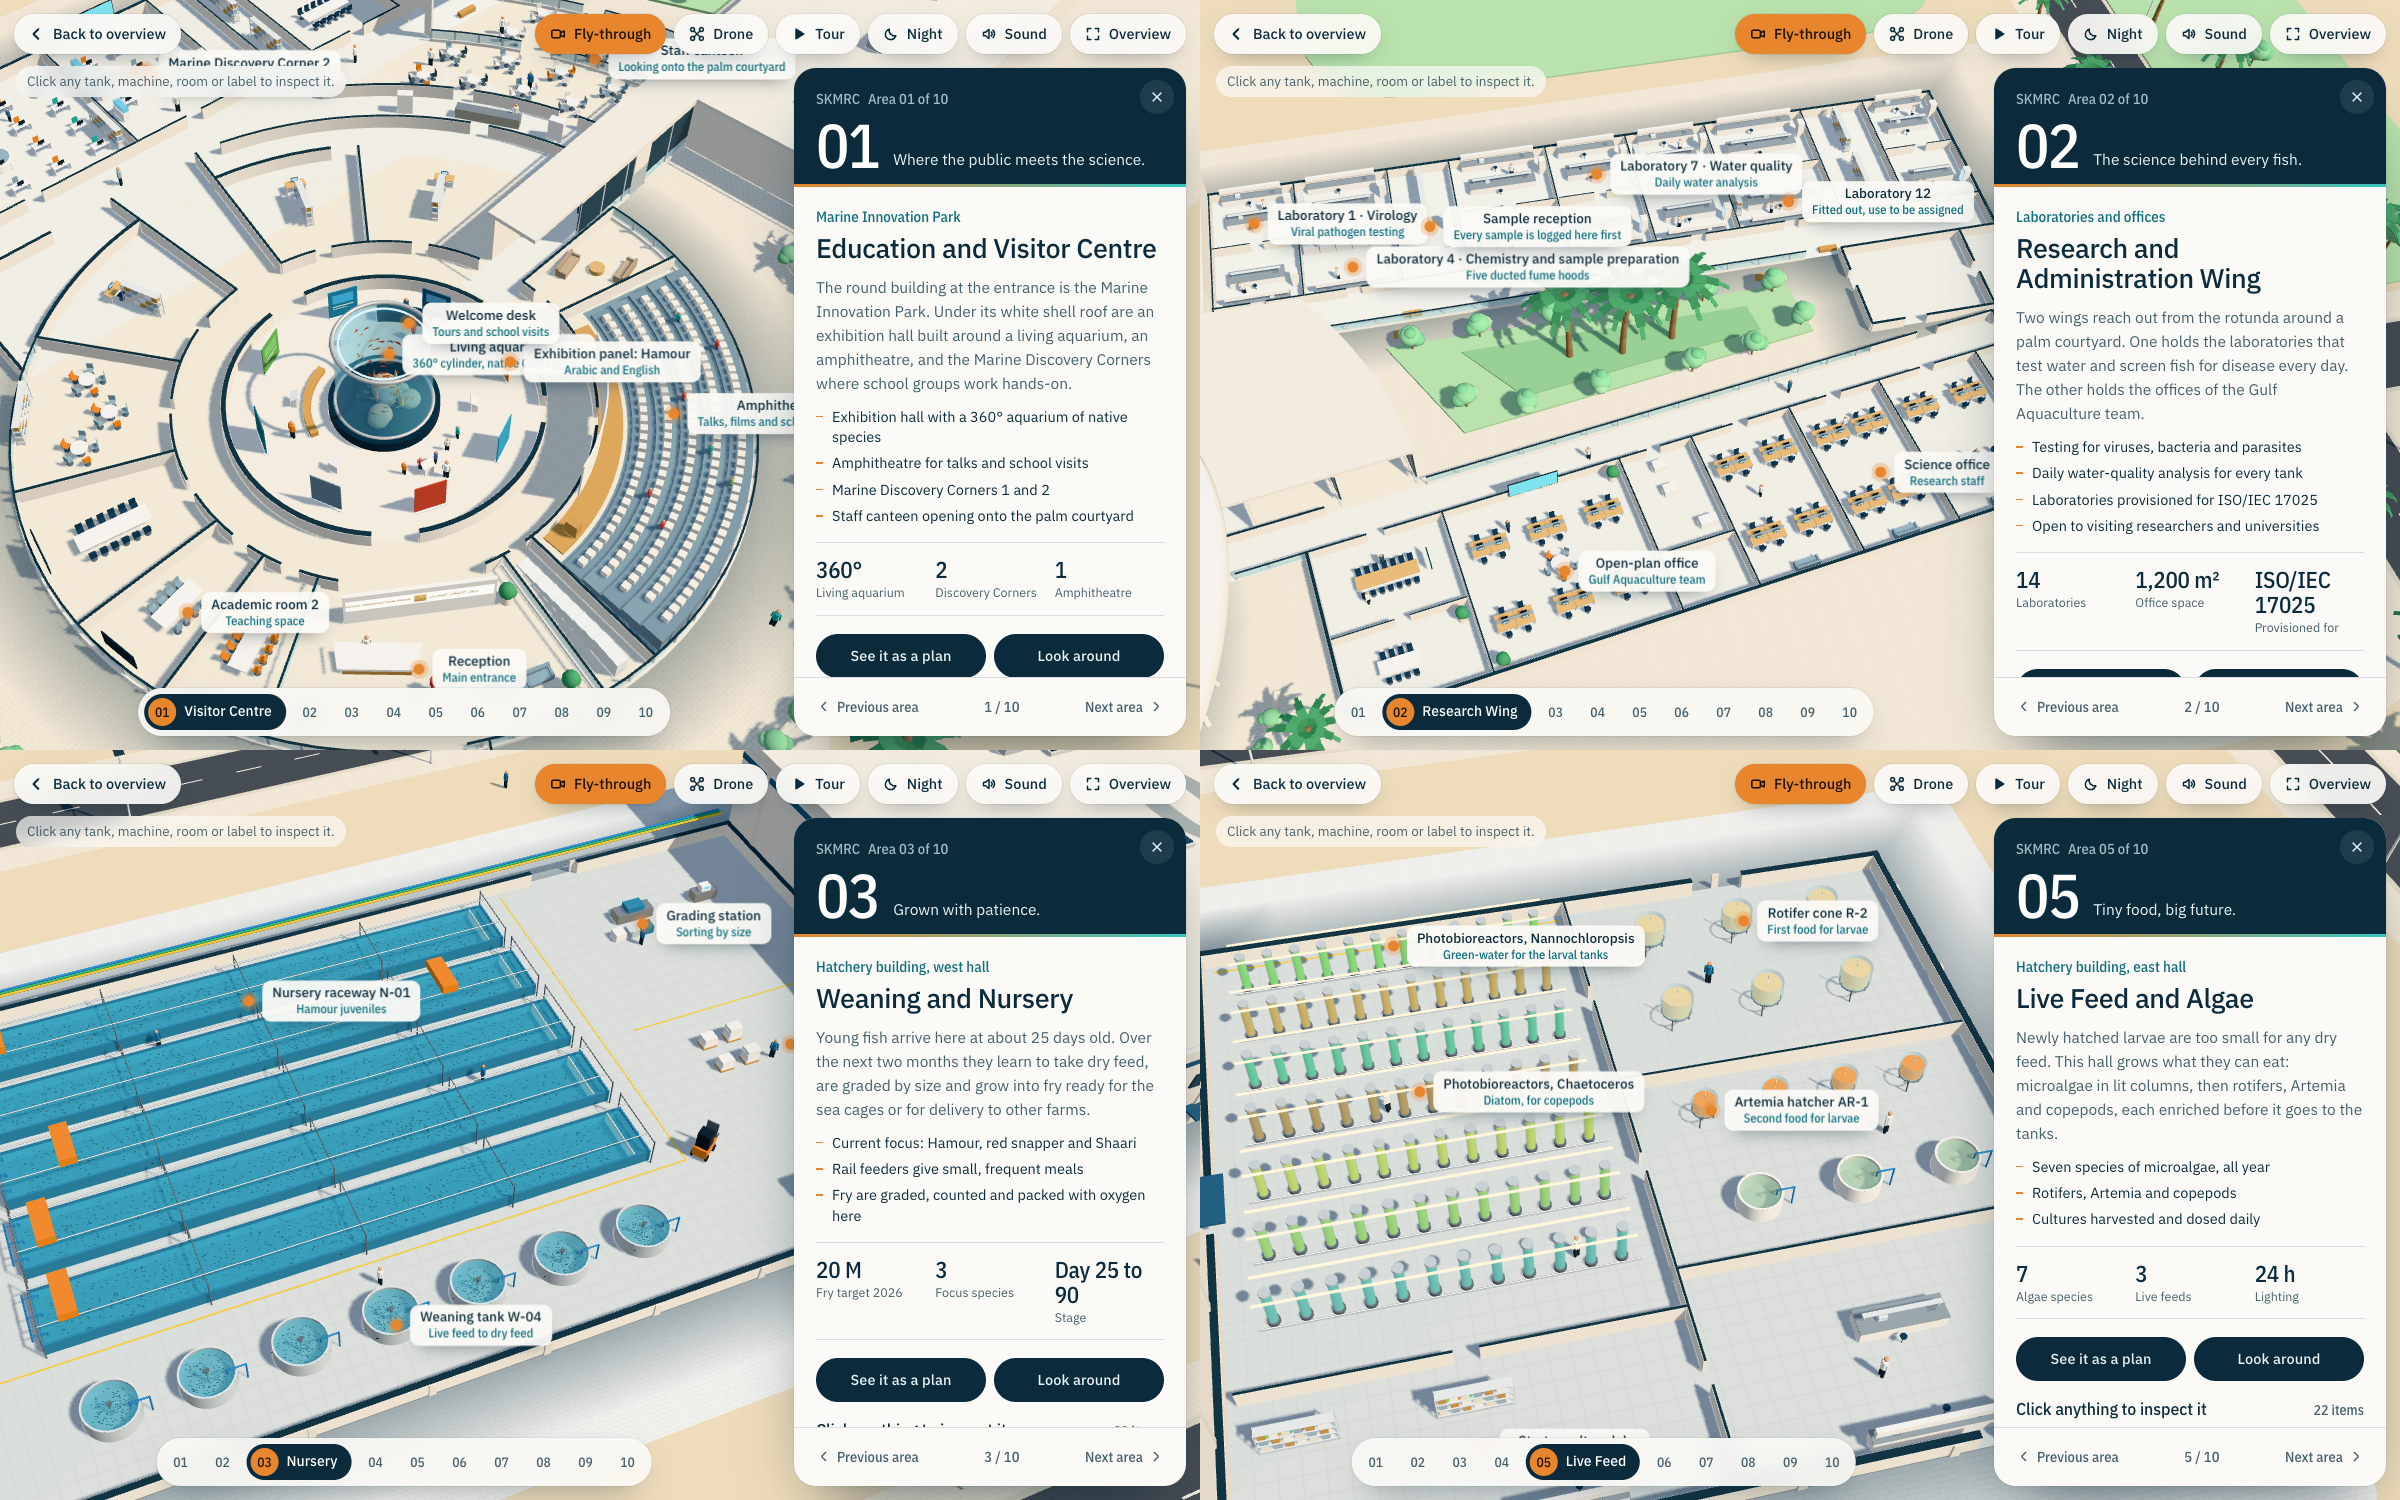 Back to overview
Fly-through
Drone
Tour
Night
Sound
Overview
Click any tank, machine, room or label to inspect it.
Marine Discovery Corner 2
Staff canteen
Looking onto the palm courtyard
Welcome desk
Tours and school visits
Living aquar
360° cylinder, native
Exhibition panel: Hamour
Arabic and English
Amphithe
Talks, films and sch
Academic room 2
Teaching space
Reception
Main entrance
01 Visitor Centre 02 03 04 05 06 07 08 09 10
SKMRC Area 01 of 10
01 Where the public meets the science.
Marine Innovation Park
Education and Visitor Centre
The round building at the entrance is the Marine
Innovation Park. Under its white shell roof are an
exhibition hall built around a living aquarium, an
amphitheatre, and the Marine Discovery Corners
where school groups work hands-on.
Exhibition hall with a 360° aquarium of native
species
Amphitheatre for talks and school visits
Marine Discovery Corners 1 and 2
Staff canteen opening onto the palm courtyard
360° 2 1
Living aquarium Discovery Corners Amphitheatre
See it as a plan
Look around
Previous area 1 / 10 Next area
Back to overview
Fly-through
Drone
Tour
Night
Sound
Overview
Click any tank, machine, room or label to inspect it.
Laboratory 7 · Water quality
Daily water analysis
Laboratory 12
Fitted out, use to be assigned
Laboratory 1 · Virology
Viral pathogen testing
Sample reception
Every sample is logged here first
Laboratory 4 · Chemistry and sample preparation
Five ducted fume hoods
Science office
Research staff
Open-plan office
Gulf Aquaculture team
01 02 Research Wing 03 04 05 06 07 08 09 10
SKMRC Area 02 of 10
02 The science behind every fish.
Laboratories and offices
Research and
Administration Wing
Two wings reach out from the rotunda around a
palm courtyard. One holds the laboratories that
test water and screen fish for disease every day.
The other holds the offices of the Gulf
Aquaculture team.
Testing for viruses, bacteria and parasites
Daily water-quality analysis for every tank
Laboratories provisioned for ISO/IEC 17025
Open to visiting researchers and universities
14 1,200 m² ISO/IEC
17025
Laboratories Office space Provisioned for
Previous area 2 / 10 Next area
Back to overview
Fly-through
Drone
Tour
Night
Sound
Overview
Click any tank, machine, room or label to inspect it.
Grading station
Sorting by size
Nursery raceway N-01
Hamour juveniles
Weaning tank W-04
Live feed to dry feed
01 02 03 Nursery 04 05 06 07 08 09 10
SKMRC Area 03 of 10
03 Grown with patience.
Hatchery building, west hall
Weaning and Nursery
Young fish arrive here at about 25 days old. Over
the next two months they learn to take dry feed,
are graded by size and grow into fry ready for the
sea cages or for delivery to other farms.
Current focus: Hamour, red snapper and Shaari
Rail feeders give small, frequent meals
Fry are graded, counted and packed with oxygen
here
20 M 3 Day 25 to
90
Fry target 2026 Focus species Stage
See it as a plan
Look around
Previous area 3 / 10 Next area
Back to overview
Fly-through
Drone
Tour
Night
Sound
Overview
Click any tank, machine, room or label to inspect it.
Rotifer cone R-2
First food for larvae
Photobioreactors, Nannochloropsis
Green-water for the larval tanks
Photobioreactors, Chaetoceros
Diatom, for copepods
Artemia hatcher AR-1
Second food for larvae
01 02 03 04 05 Live Feed 06 07 08 09 10
SKMRC Area 05 of 10
05 Tiny food, big future.
Hatchery building, east hall
Live Feed and Algae
Newly hatched larvae are too small for any dry
feed. This hall grows what they can eat:
microalgae in lit columns, then rotifers, Artemia
and copepods, each enriched before it goes to the
tanks.
Seven species of microalgae, all year
Rotifers, Artemia and copepods
Cultures harvested and dosed daily
7 3 24 h
Algae species Live feeds Lighting
See it as a plan
Look around
Click anything to inspect it 22 items
Previous area 5 / 10 Next area